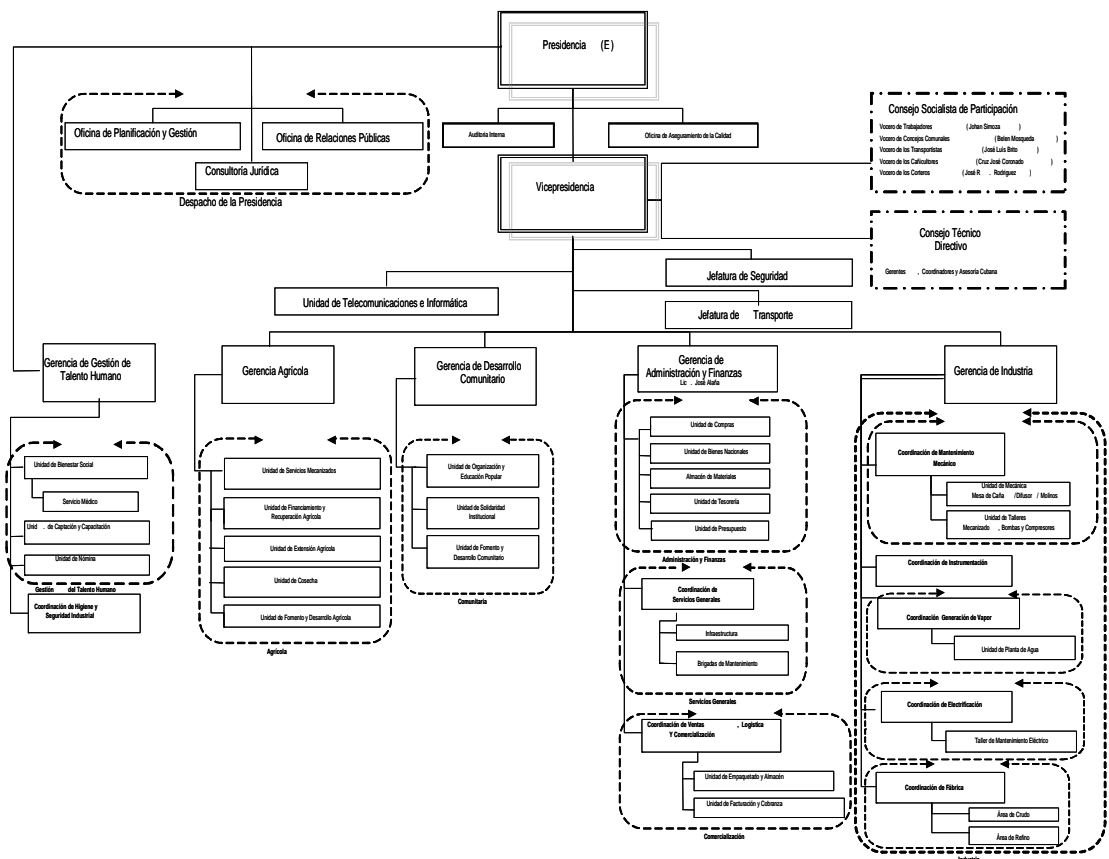 Presidencia (E)
Oficina de Planificación y Gestión
Oficina de Relaciones Públicas
Consultoría Jurídica
Despacho de la Presidencia
Auditoria Interna
Oficina de Aseguramiento de la Calidad
Vicepresidencia
Consejo Socialista de Participación
Vocero de Trabajadores (Johan Simoza )
Vocero de Concejos Comunales (Belen Mosqueda )
Vocero de los Transportistas (José Luis Brito )
Vocero de los Cañicultores (Cruz José Coronado )
Vocero de los Corteros (José R . Rodriguez )
Consejo Técnico
Directivo
Gerentes , Coordinadores y Asesoría Cubana
Jefatura de Seguridad
Unidad de Telecomunicaciones e Informática
Jefatura de Transporte
Gerencia de Gestión de
Talento Humano
Unidad de Bienestar Social
Servicio Médico
Unid . de Captación y Capacitación
Unidad de Nómina
Gestión del Talento Humano
Coordinación de Higiene y
Seguridad Industrial
Gerencia Agrícola
Unidad de Servicios Mecanizados
Unidad de Financiamiento y
Recuperación Agrícola
Unidad de Extensión Agrícola
Unidad de Cosecha
Unidad de Fomento y Desarrollo Agrícola
Agrícola
Gerencia de Desarrollo
Comunitario
Unidad de Organización y
Educación Popular
Unidad de Solidaridad
Institucional
Unidad de Fomento y
Desarrollo Comunitario
Comunitaria
Gerencia de
Administración y Finanzas
Lic . José Alaña
Unidad de Compras
Unidad de Bienes Nacionales
Almacén de Materiales
Unidad de Tesorería
Unidad de Presupuesto
Administración y Finanzas
Coordinación de
Servicios Generales
Infraestructura
Brigadas de Mantenimiento
Servicios Generales
Coordinación de Ventas , Logística
Y Comercialización
Unidad de Empaquetado y Almacén
Unidad de Facturación y Cobranza
Comercialización
Gerencia de Industria
Coordinación de Mantenimiento
Mecánico
Unidad de Mecánica
Mesa de Caña /Difusor / Molinos
Unidad de Talleres
Mecanizado , Bombas y Compresores
Coordinación de Instrumentación
Coordinación Generación de Vapor
Unidad de Planta de Agua
Coordinación de Electrificación
Taller de Mantenimiento Eléctrico
Coordinación de Fábrica
Área de Crudo
Área de Refino